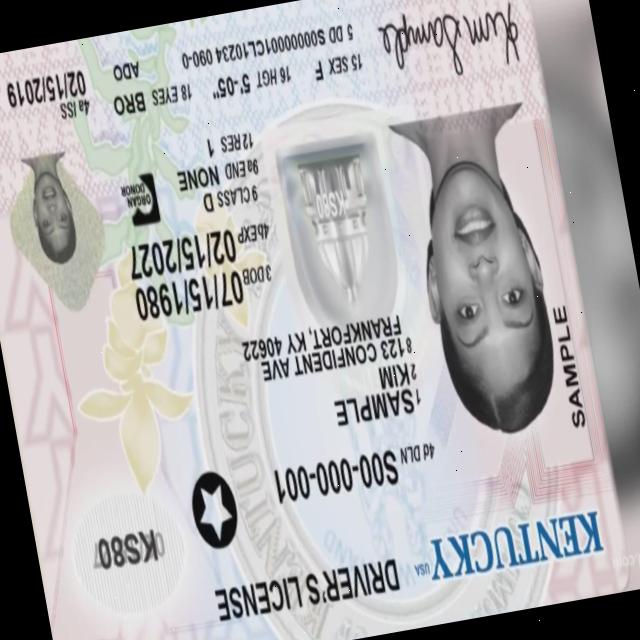 KENTUCKY USA DRIVER'S LICENSE
4d DLN S00-000-001
1 SAMPLE
2 KIM
8 123 CONFIDENT AVE
FRANKFORT, KY 40622
3 DOB 07/15/1980
4b EXP 02/15/2027
9 CLASS D
9a END NONE
12 RES 1
15 SEX F 16 HGT 5'-05" 18 EYES BRO 4a ISS 02/15/2019
5 DD S00000001CL10234 090-0 ADO
Kim Sample
SAMPLE
ORGAN DONOR
KS80
KS80
KENTUCKY